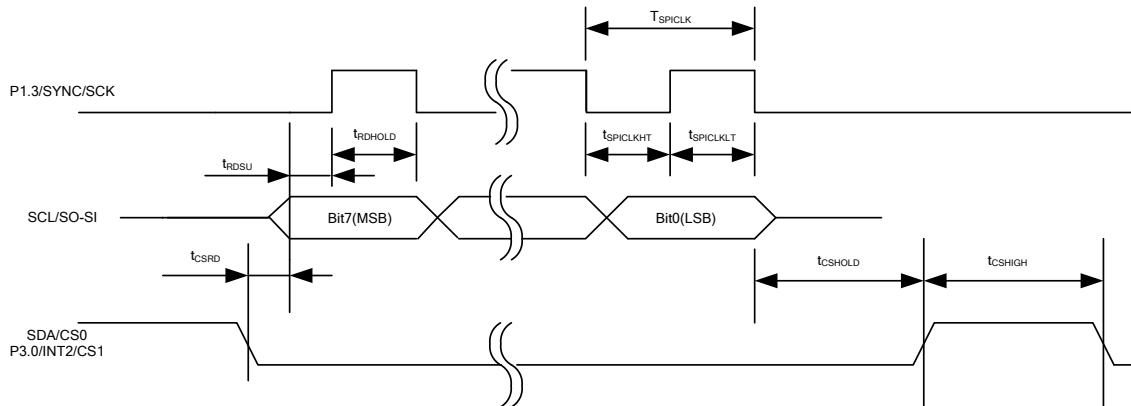 TSPICLK
P1.3/SYNC/SCK
tRDHOLD
tSPICLKHT
tSPICLKLT
tRDSU
SCL/SO-SI
Bit7(MSB)
Bit0(LSB)
tCSRD
tCSHOLD
tCSHIGH
SDA/CS0
P3.0/INT2/CS1